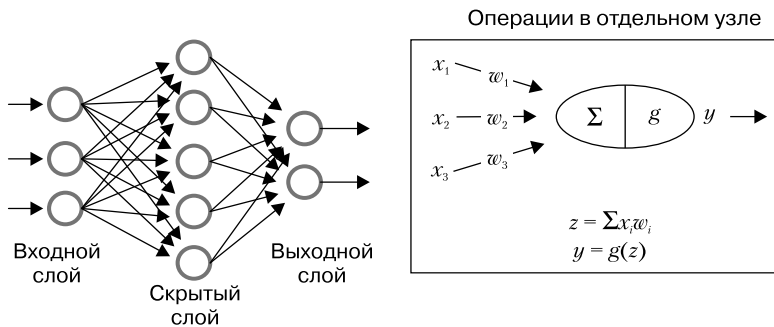 Операции в отдельном узле
x₁ w₁
x₂ w₂ Σ g y
x₃ w₃
z = Σxᵢwᵢ
y = g(z)
Входной
слой
Скрытый
слой
Выходной
слой